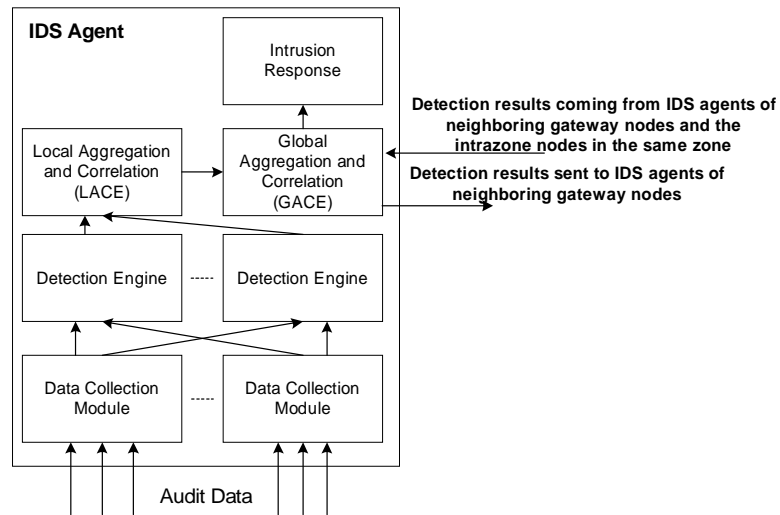 IDS Agent
Intrusion
Response
Detection results coming from IDS agents of
neighboring gateway nodes and the
intrazone nodes in the same zone
Local Aggregation
and Correlation
(LACE)
Global
Aggregation and
Correlation
(GACE)
Detection results sent to IDS agents of
neighboring gateway nodes
Detection Engine
Detection Engine
Data Collection
Module
Data Collection
Module
Audit Data